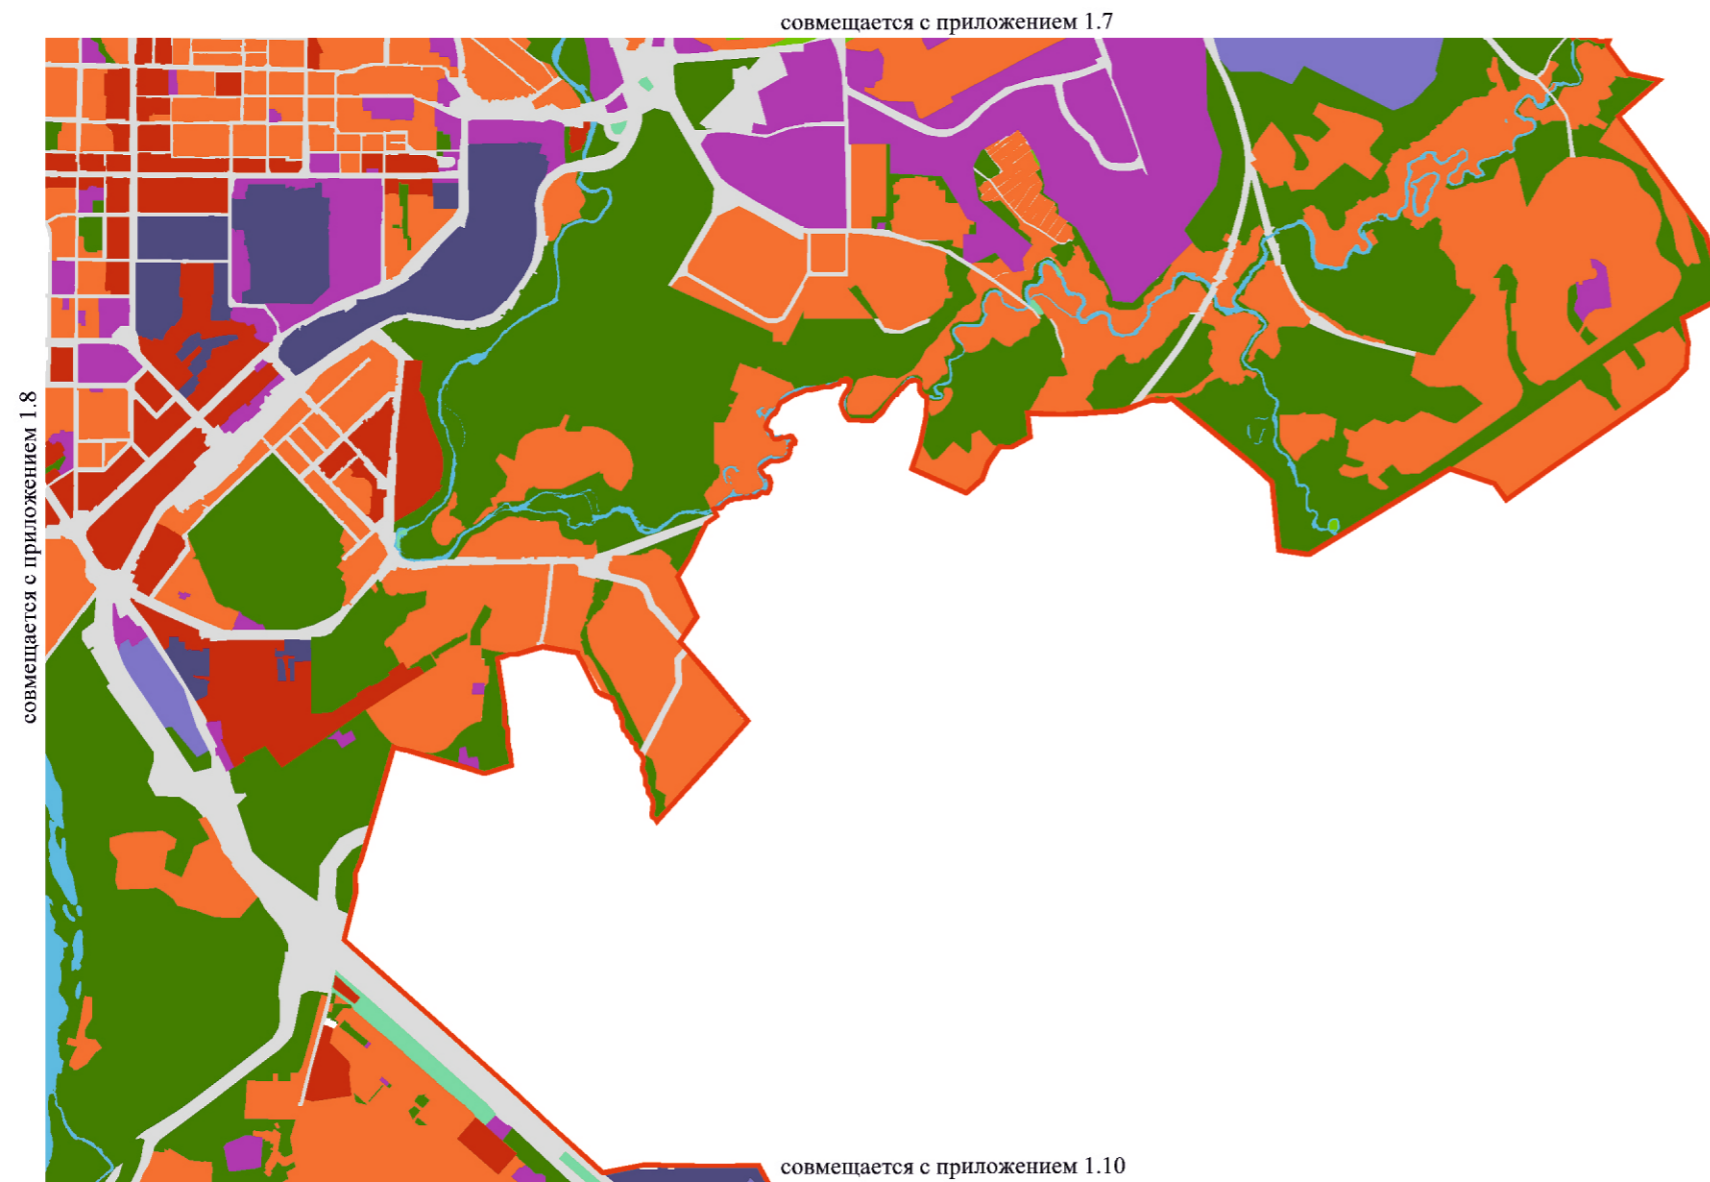 совмещается с приложением 1.7
совмещается с приложением 1.8
совмещается с приложением 1.10